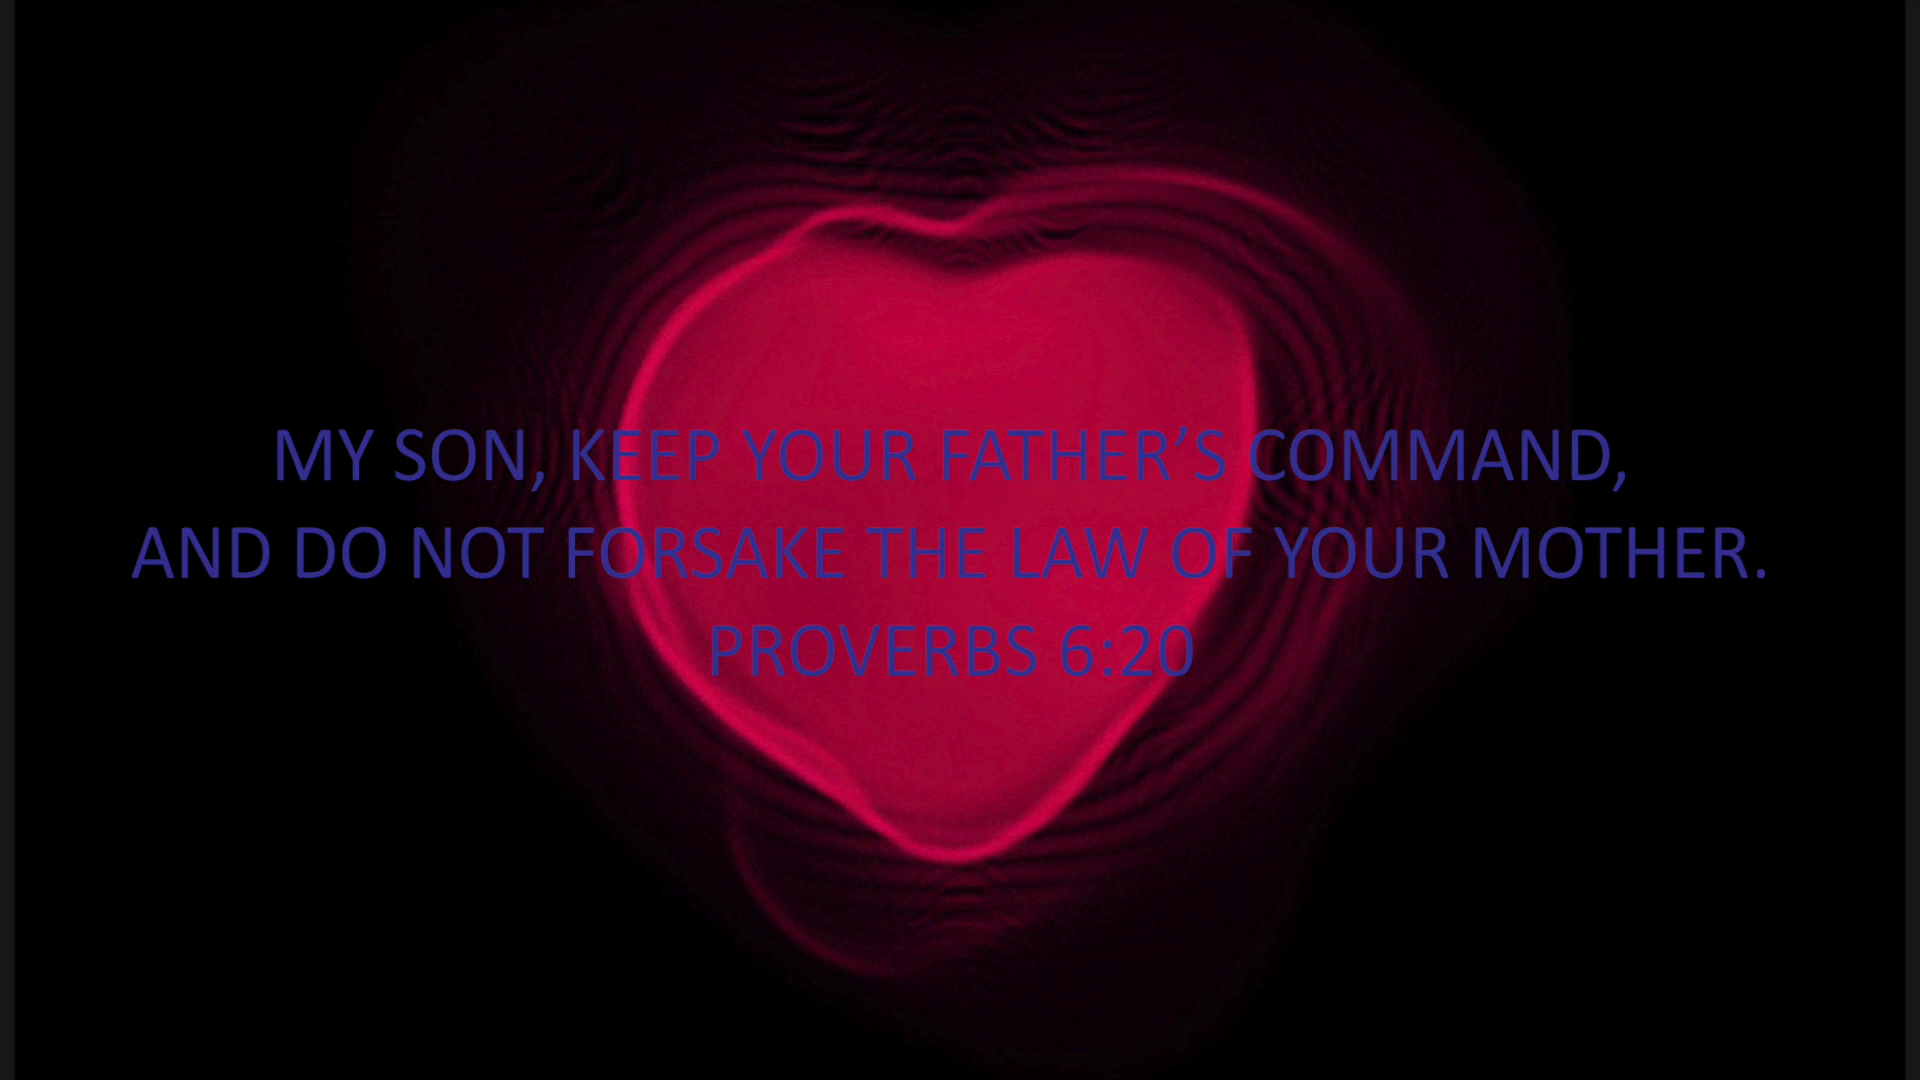 MY SON, KEEP YOUR FATHER’S COMMAND,
AND DO NOT FORSAKE THE LAW OF YOUR MOTHER.
PROVERBS 6:20